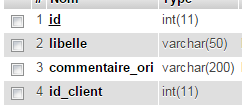 # Nom Type
1 id int(11)
2 libelle varchar(50)
3 commentaire_ori varchar(200)
4 id_client int(11)